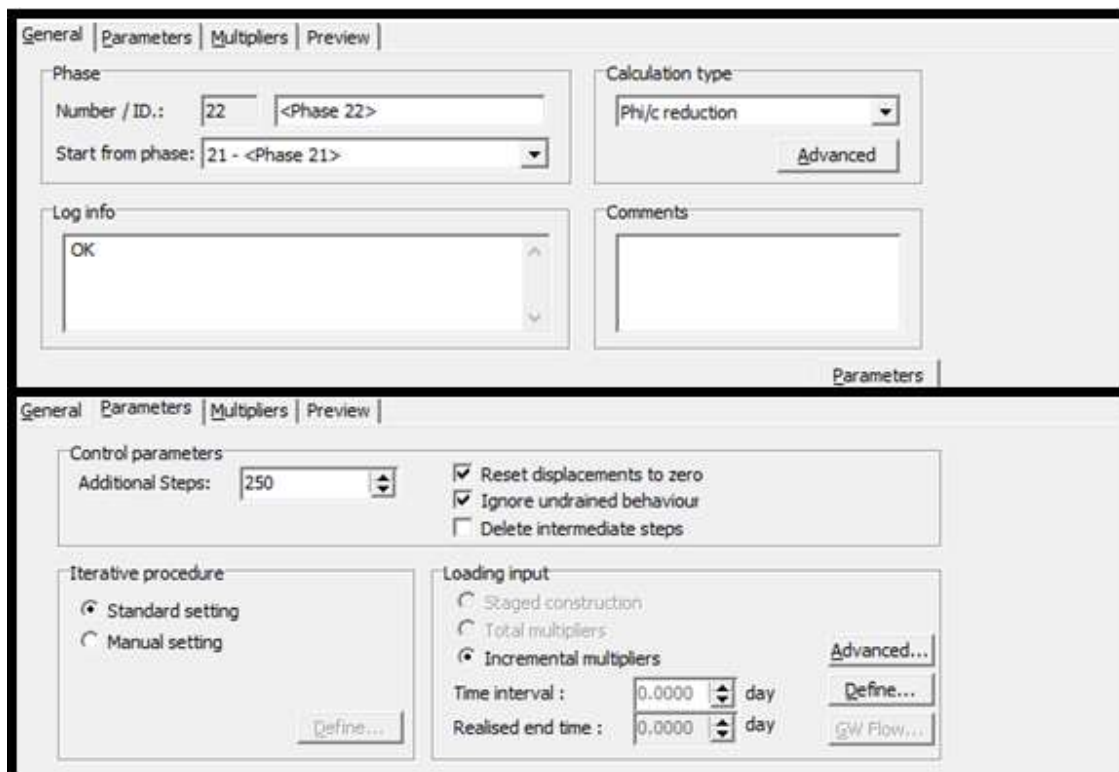 General Parameters Multipliers Preview
Phase Calculation type
Number / ID.: 22 <Phase 22> Phi/c reduction
Start from phase: 21 - <Phase 21> Advanced
Log info Comments
OK
Parameters
General Parameters Multipliers Preview
Control parameters
Additional Steps: 250 Reset displacements to zero
Ignore undrained behaviour
Delete intermediate steps
Iterative procedure Loading input
Standard setting Staged construction
Manual setting Total multipliers
Incremental multipliers Advanced...
Time interval : 0.0000 day Define...
Define... Realised end time : 0.0000 day GW Flow...